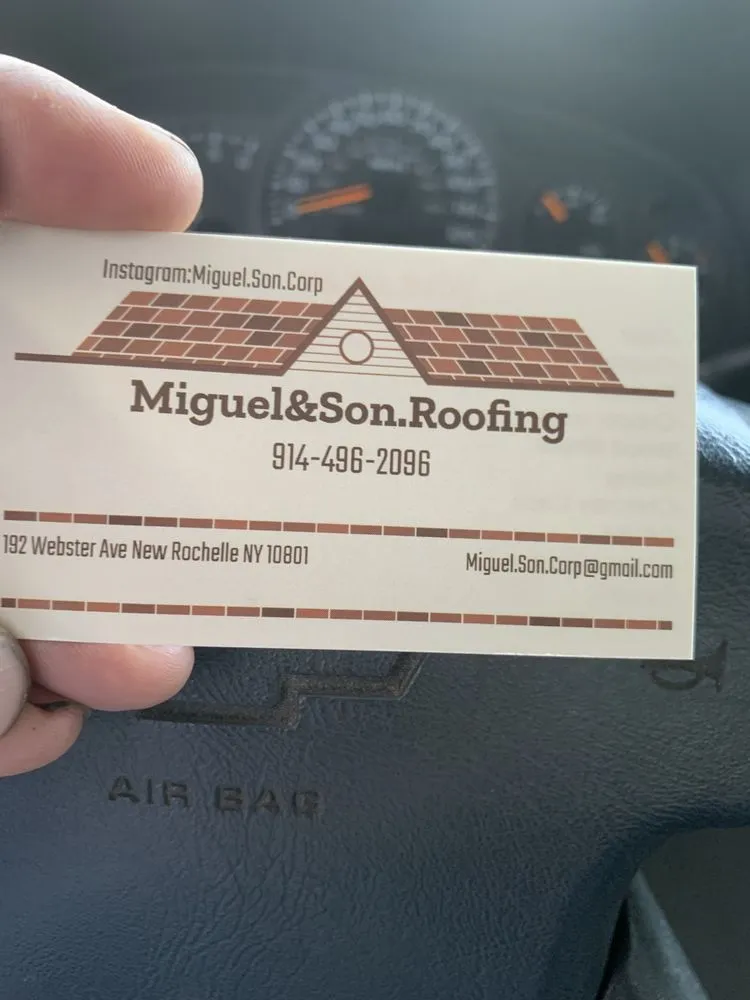 Instagram:Miguel.Son.Corp
Miguel&Son.Roofing
914-496-2096
192 Webster Ave New Rochelle NY 10801
Miguel.Son.Corp@gmail.com
AIR BAG